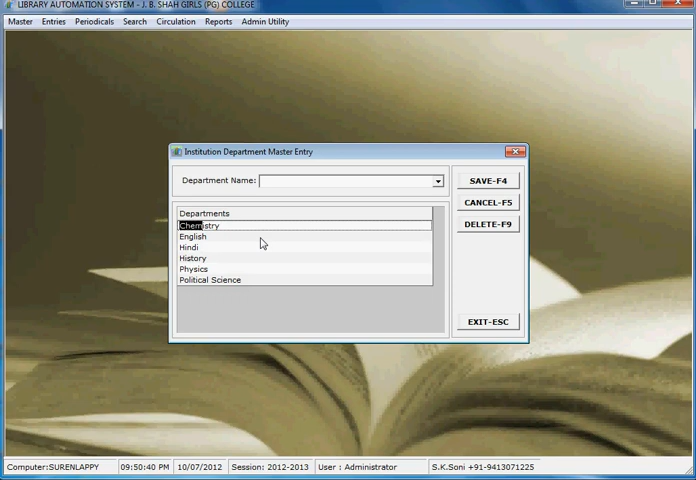 LIBRARY AUTOMATION SYSTEM - J. B. SHAH GIRLS (PG) COLLEGE
Master Entries Periodicals Search Circulation Reports Admin Utility
Institution Department Master Entry
Department Name:
SAVE-F4
CANCEL-F5
DELETE-F9
EXIT-ESC
Departments
Chemistry
English
Hindi
History
Physics
Political Science
Computer:SURENLAPPY 09:50:40 PM 10/07/2012 Session: 2012-2013 User : Administrator S.K.Soni +91-9413071225